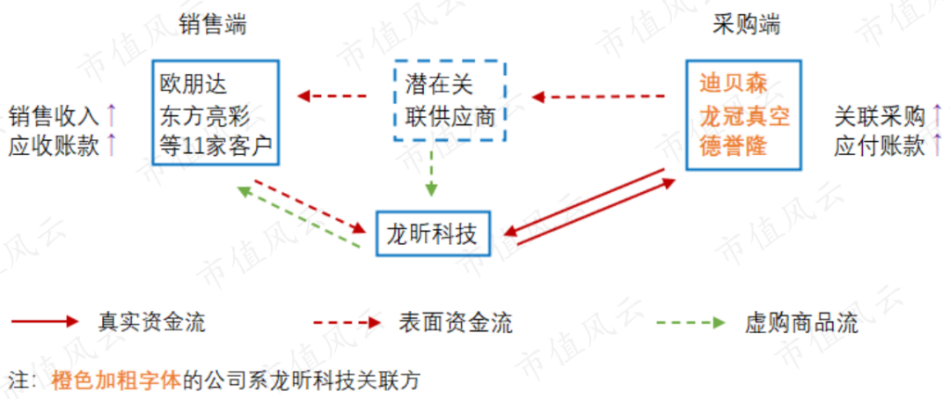 销售端
采购端
欧朋达
东方亮彩
等11家客户
潜在关
联供应商
迪贝森
龙冠真空
德誉隆
销售收入↑
应收账款↑
关联采购↑
应付账款↑
龙昕科技
真实资金流
表面资金流
虚购商品流
注：橙色加粗字体的公司系龙昕科技关联方
市值风云